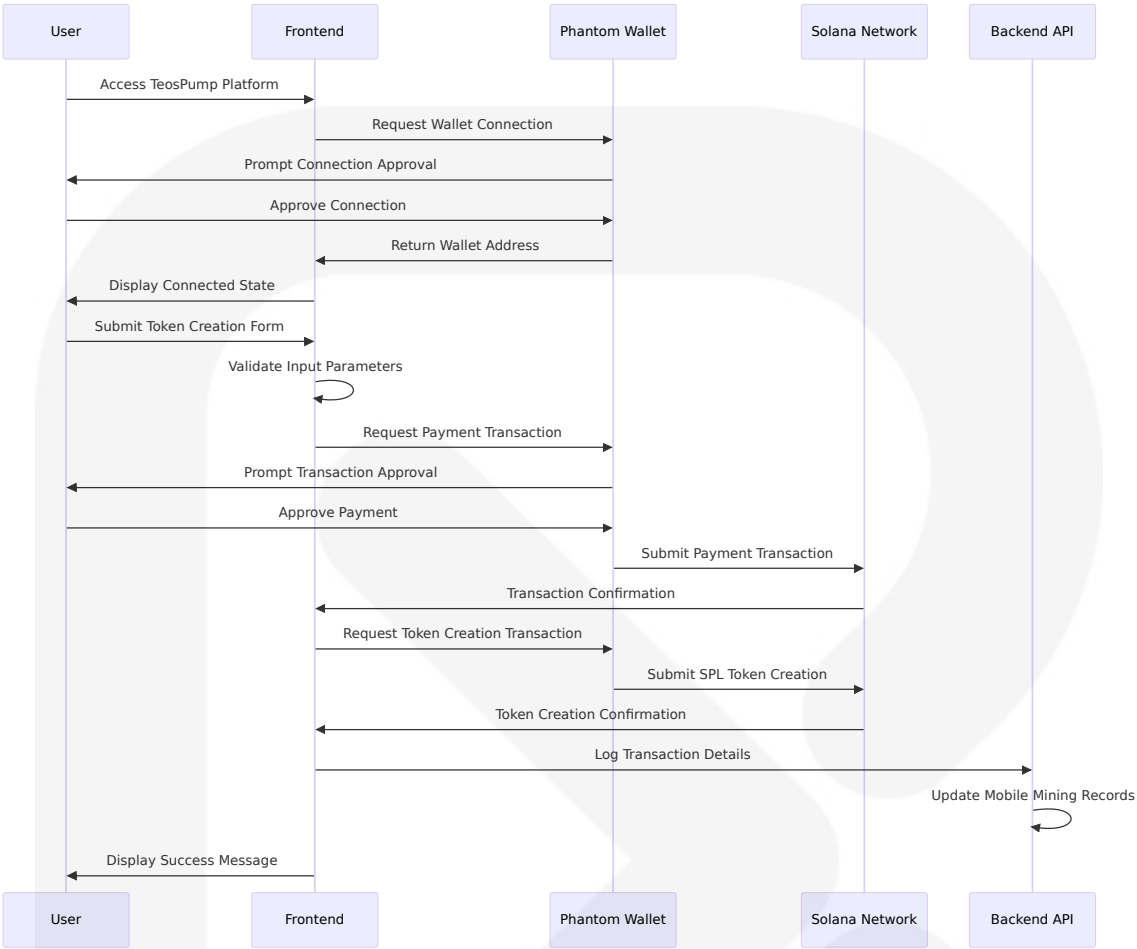 User
Frontend
Phantom Wallet
Solana Network
Backend API
Access TeosPump Platform
Request Wallet Connection
Prompt Connection Approval
Approve Connection
Return Wallet Address
Display Connected State
Submit Token Creation Form
Validate Input Parameters
Request Payment Transaction
Prompt Transaction Approval
Approve Payment
Submit Payment Transaction
Transaction Confirmation
Request Token Creation Transaction
Submit SPL Token Creation
Token Creation Confirmation
Log Transaction Details
Update Mobile Mining Records
Display Success Message
User
Frontend
Phantom Wallet
Solana Network
Backend API